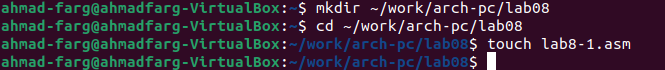 ahmad-farg@ahmadfarg-VirtualBox:~$ mkdir ~/work/arch-pc/lab08
ahmad-farg@ahmadfarg-VirtualBox:~$ cd ~/work/arch-pc/lab08
ahmad-farg@ahmadfarg-VirtualBox:~/work/arch-pc/lab08$ touch lab8-1.asm
ahmad-farg@ahmadfarg-VirtualBox:~/work/arch-pc/lab08$